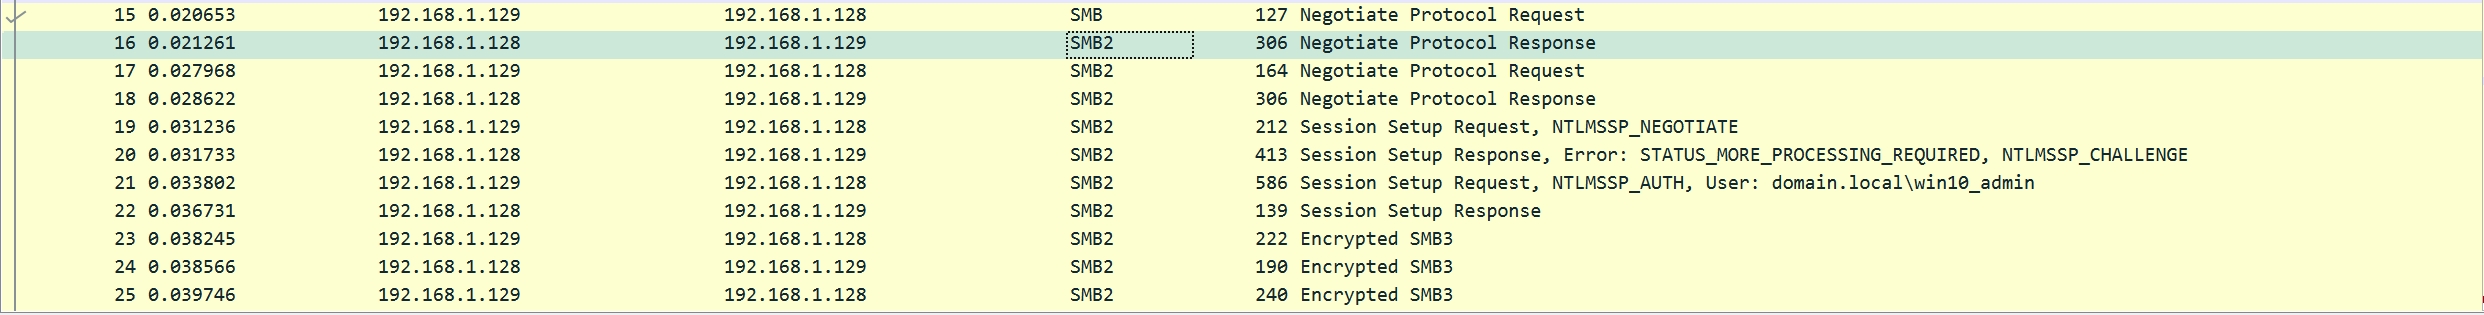 15 0.020653 192.168.1.129 192.168.1.128 SMB 127 Negotiate Protocol Request
16 0.021261 192.168.1.128 192.168.1.129 SMB2 306 Negotiate Protocol Response
17 0.027968 192.168.1.129 192.168.1.128 SMB2 164 Negotiate Protocol Request
18 0.028622 192.168.1.128 192.168.1.129 SMB2 306 Negotiate Protocol Response
19 0.031236 192.168.1.129 192.168.1.128 SMB2 212 Session Setup Request, NTLMSSP_NEGOTIATE
20 0.031733 192.168.1.128 192.168.1.129 SMB2 413 Session Setup Response, Error: STATUS_MORE_PROCESSING_REQUIRED, NTLMSSP_CHALLENGE
21 0.033802 192.168.1.129 192.168.1.128 SMB2 586 Session Setup Request, NTLMSSP_AUTH, User: domain.local\win10_admin
22 0.036731 192.168.1.128 192.168.1.129 SMB2 139 Session Setup Response
23 0.038245 192.168.1.129 192.168.1.128 SMB2 222 Encrypted SMB3
24 0.038566 192.168.1.128 192.168.1.129 SMB2 190 Encrypted SMB3
25 0.039746 192.168.1.129 192.168.1.128 SMB2 240 Encrypted SMB3